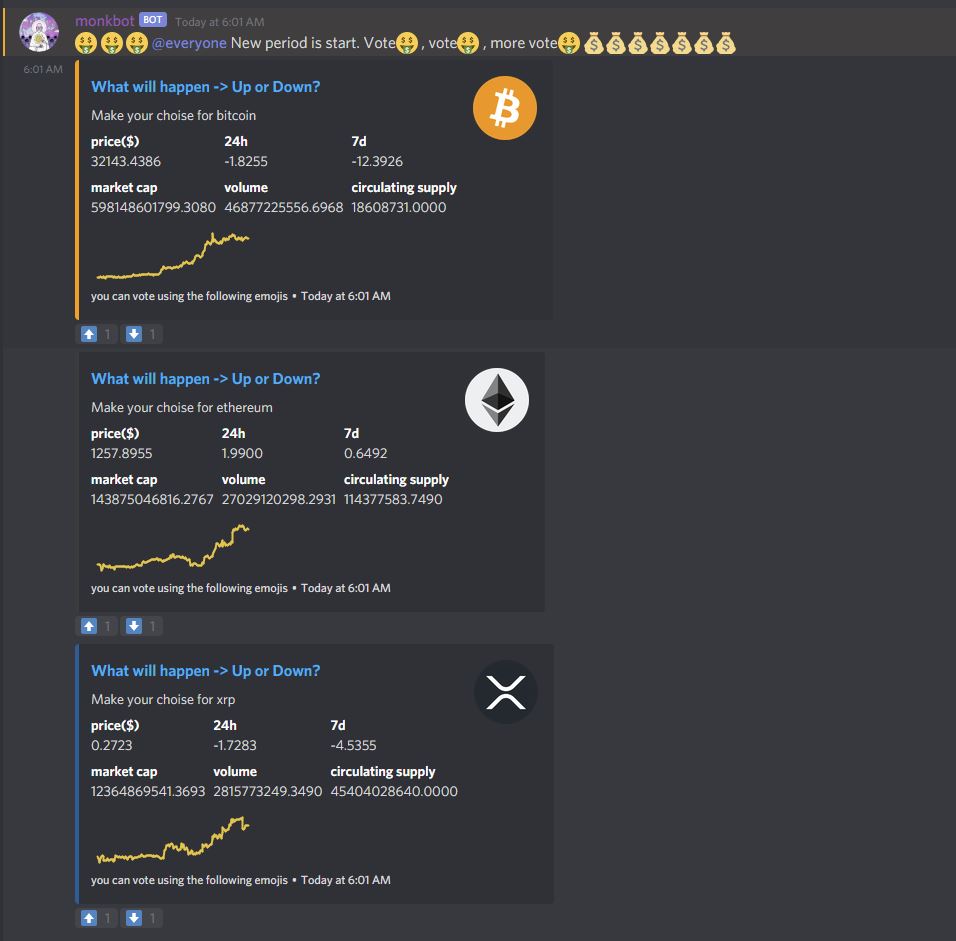 monkbot BOT Today at 6:01 AM
@everyone New period is start. Vote , vote , more vote
6:01 AM
What will happen -> Up or Down?
Make your choise for bitcoin
price($) 24h 7d
32143.4386 -1.8255 -12.3926
market cap volume circulating supply
598148601799.3080 46877225556.6968 18608731.0000
you can vote using the following emojis • Today at 6:01 AM
1 1
What will happen -> Up or Down?
Make your choise for ethereum
price($) 24h 7d
1257.8955 1.9900 0.6492
market cap volume circulating supply
143875046816.2767 27029120298.2931 114377583.7490
you can vote using the following emojis • Today at 6:01 AM
1 1
What will happen -> Up or Down?
Make your choise for xrp
price($) 24h 7d
0.2723 -1.7283 -4.5355
market cap volume circulating supply
12364869541.3693 2815773249.3490 45404028640.0000
you can vote using the following emojis • Today at 6:01 AM
1 1